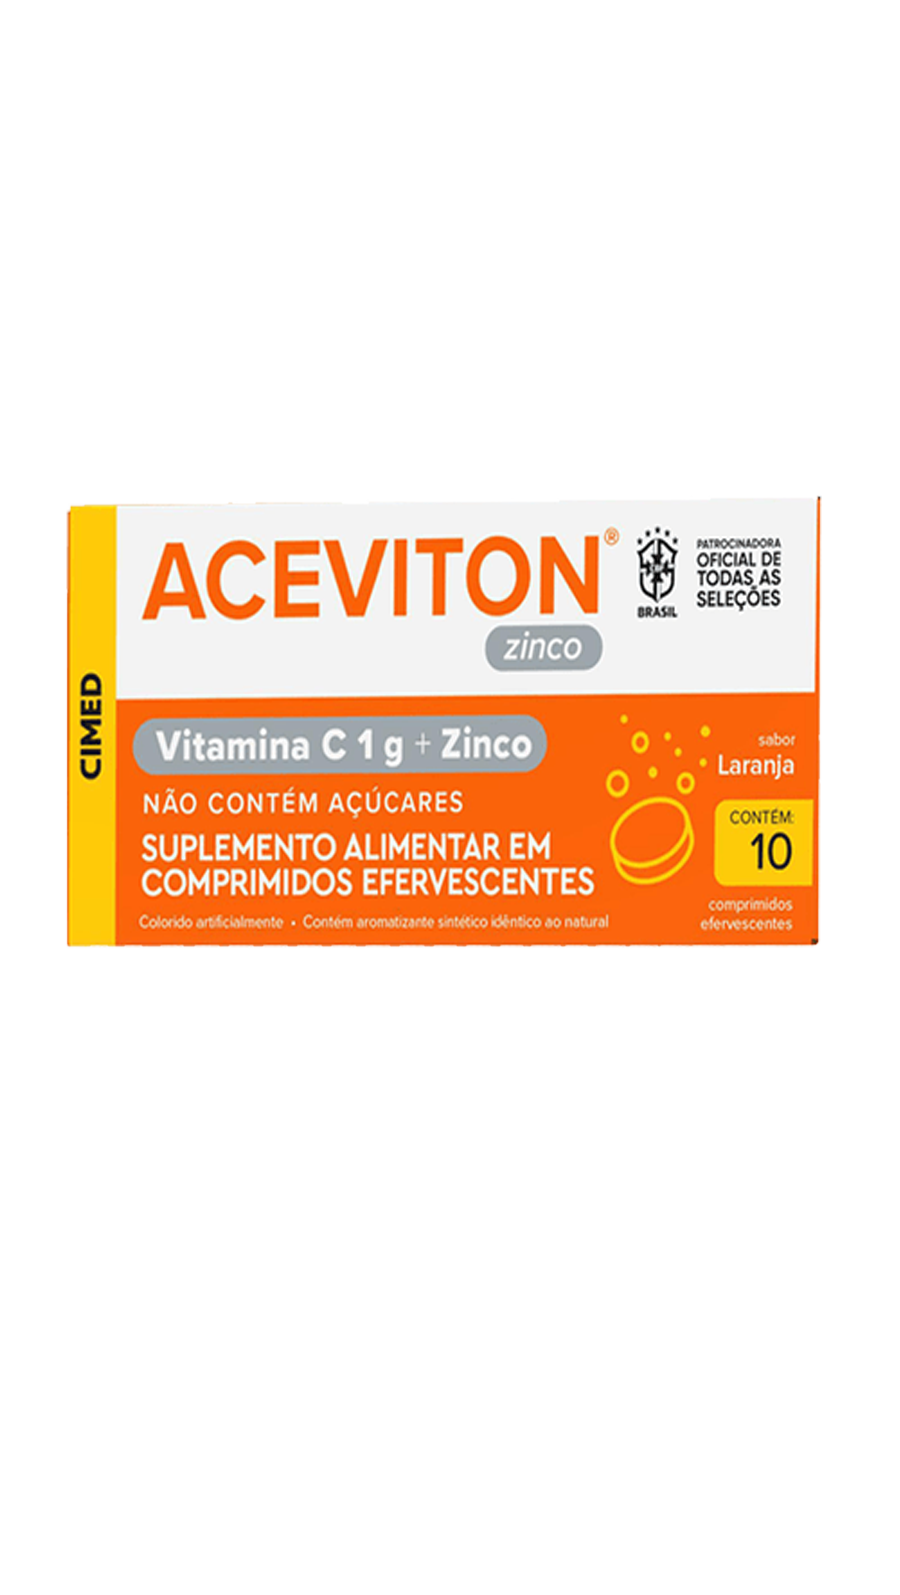 ACEVITON®
zinco
BRASIL
PATROCINADORA
OFICIAL DE
TODAS AS
SELEÇÕES
CIMED
Vitamina C 1 g + Zinco
NÃO CONTÉM AÇÚCARES
SUPLEMENTO ALIMENTAR EM
COMPRIMIDOS EFERVESCENTES
Colorido artificialmente • Contém aromatizante sintético idêntico ao natural
sabor
Laranja
CONTÉM:
10
comprimidos
efervescentes